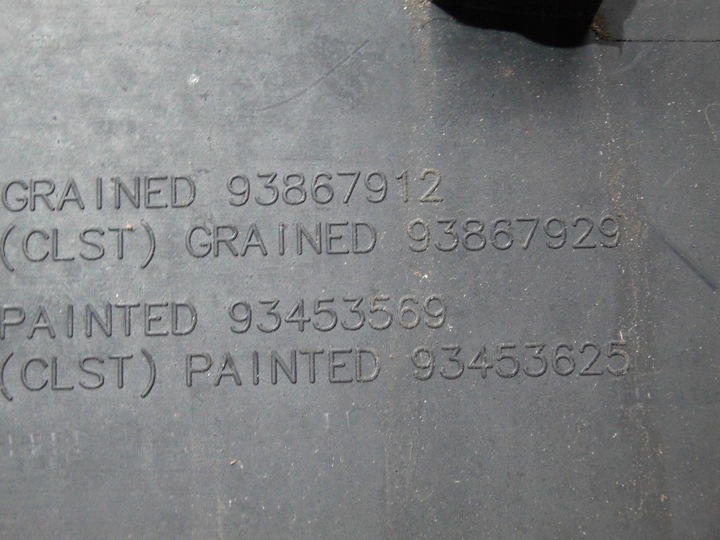 GRAINED 93867912
(CLST) GRAINED 93867929
PAINTED 93453569
(CLST) PAINTED 93453625